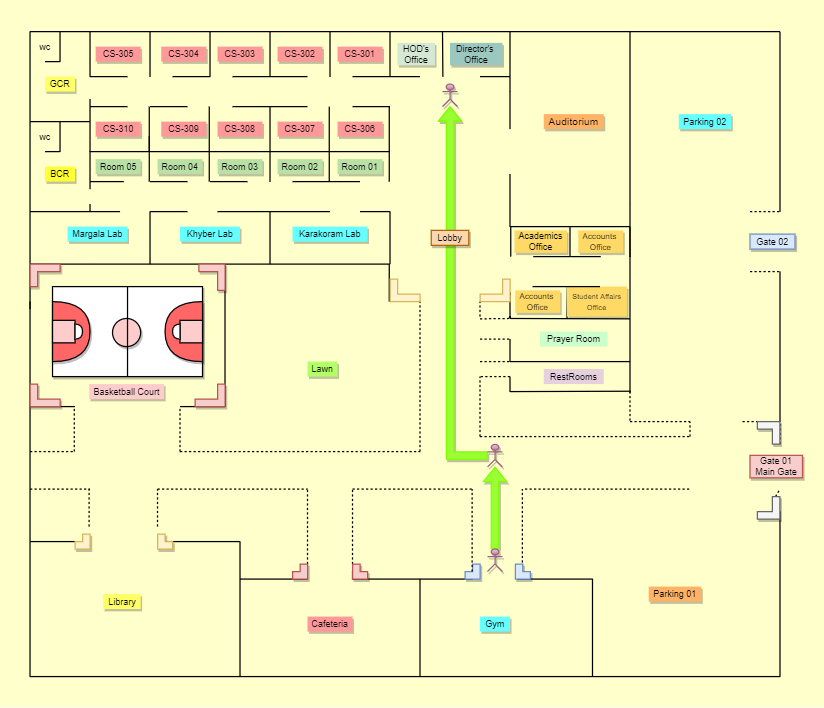 wc
CS-305
CS-304
CS-303
CS-302
CS-301
HOD's
Office
Director's
Office
GCR
Auditorium
Parking 02
wc
CS-310
CS-309
CS-308
CS-307
CS-306
BCR
Room 05
Room 04
Room 03
Room 02
Room 01
Margala Lab
Khyber Lab
Karakoram Lab
Lobby
Academics
Office
Accounts
Office
Gate 02
Accounts
Office
Student Affairs
Office
Prayer Room
Lawn
RestRooms
Basketball Court
Gate 01
Main Gate
Library
Cafeteria
Gym
Parking 01